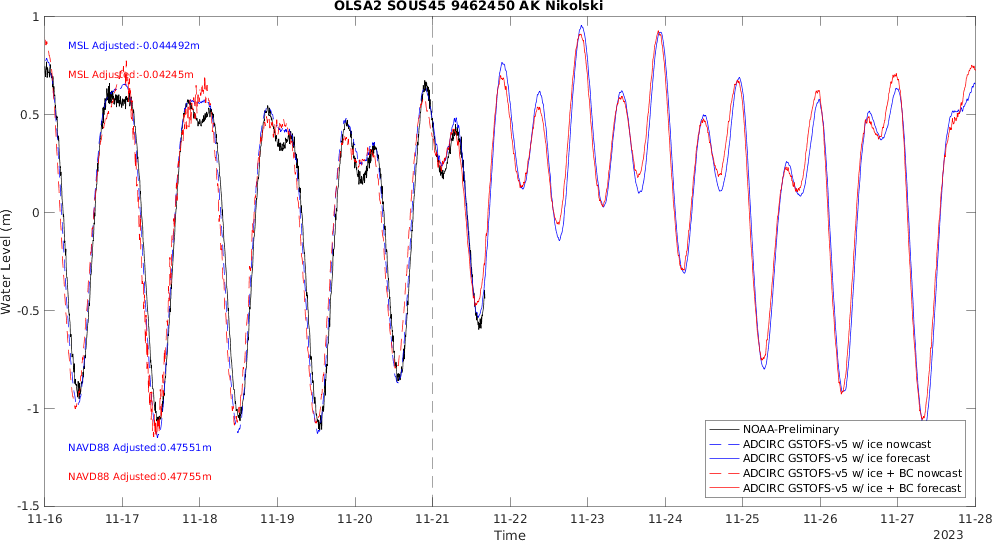 OLSA2 SOUS45 9462450 AK Nikolski
MSL Adjusted:-0.044492m
MSL Adjusted:-0.04245m
NAVD88 Adjusted:0.47551m
NAVD88 Adjusted:0.47755m
Water Level (m)
1
0.5
0
-0.5
-1
-1.5
NOAA-Preliminary
ADCIRC GSTOFS-v5 w/ ice nowcast
ADCIRC GSTOFS-v5 w/ ice forecast
ADCIRC GSTOFS-v5 w/ ice + BC nowcast
ADCIRC GSTOFS-v5 w/ ice + BC forecast
11-16 11-17 11-18 11-19 11-20 11-21 11-22 11-23 11-24 11-25 11-26 11-27 11-28
Time
2023